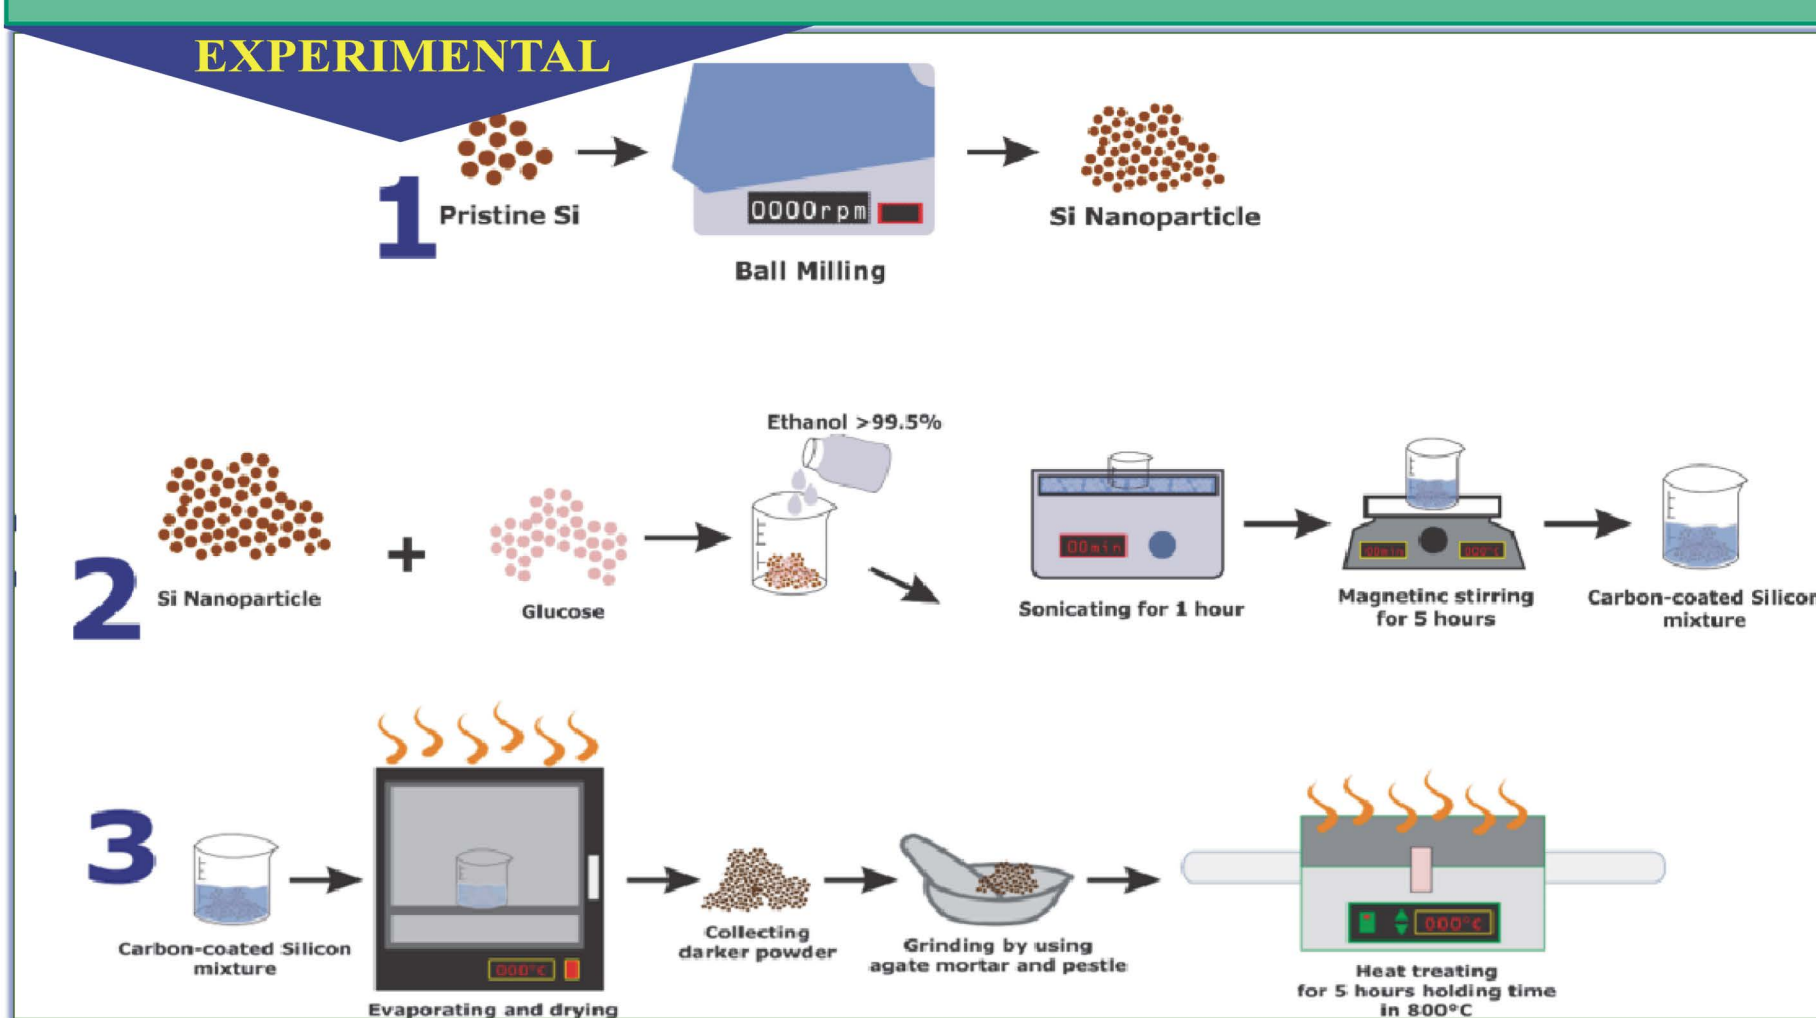 EXPERIMENTAL
1
Pristine Si
0000rpm
Ball Milling
Si Nanoparticle
2
Si Nanoparticle
+
Glucose
Ethanol >99.5%
00min
Sonicating for 1 hour
00min
000°C
Magnetinc stirring
for 5 hours
Carbon-coated Silicon
mixture
3
Carbon-coated Silicon
mixture
000°C
Evaporating and drying
Collecting
darker powder
Grinding by using
agate mortar and pestle
000°C
Heat treating
for 5 hours holding time
in 800°C